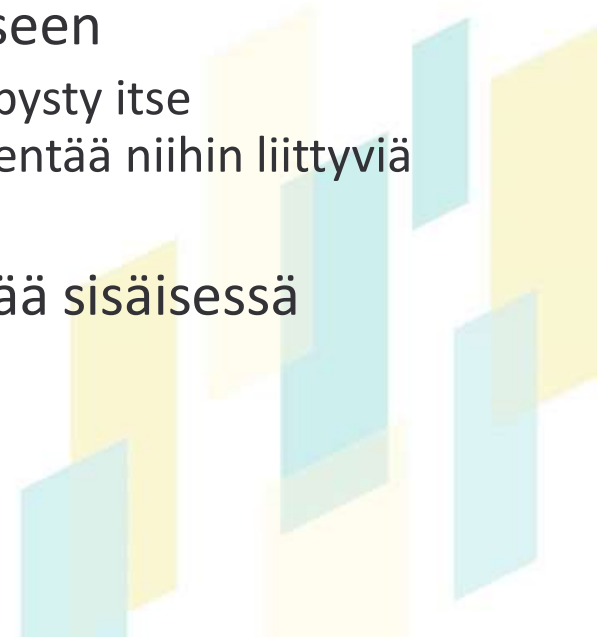 seen
pysty itse
entää niihin liittyviä
ää sisäisessä